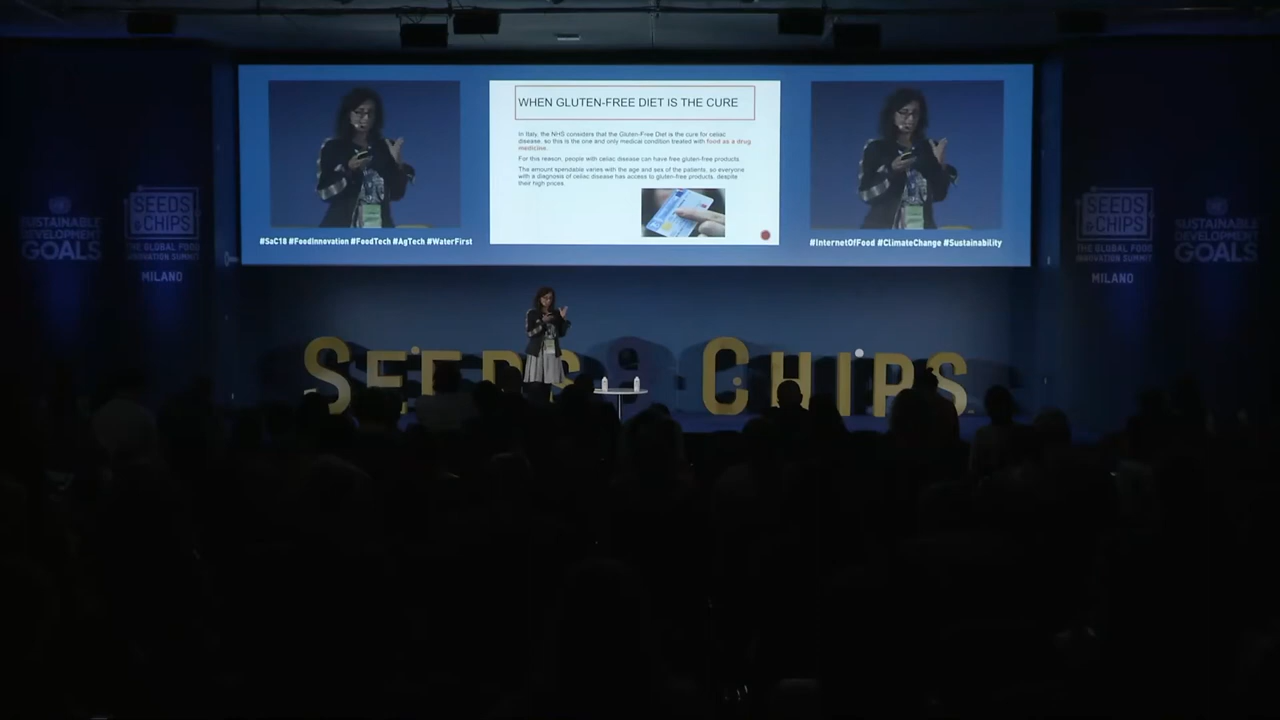 WHEN GLUTEN-FREE DIET IS THE CURE
In Italy, the NHS considers that the Gluten-Free Diet is the cure for celiac
disease, so this is the one and only medical condition treated with food as a drug
medicine.
For this reason, people with celiac disease can have free gluten-free products.
The amount spendable varies with the age and sex of the patients, so everyone
with a diagnosis of celiac disease has access to gluten-free products, despite
their high prices.
#SaC18 #FoodInnovation #FoodTech #AgTech #WaterFirst
#InternetOfFood #ClimateChange #Sustainability
SUSTAINABLE
DEVELOPMENT
GOALS
SEEDS
&CHIPS
THE GLOBAL FOOD
INNOVATION SUMMIT
MILANO
SEEDS
&CHIPS
THE GLOBAL FOOD
INNOVATION SUMMIT
MILANO
SUSTAINABLE
DEVELOPMENT
GOALS
SEEDS & CHIPS